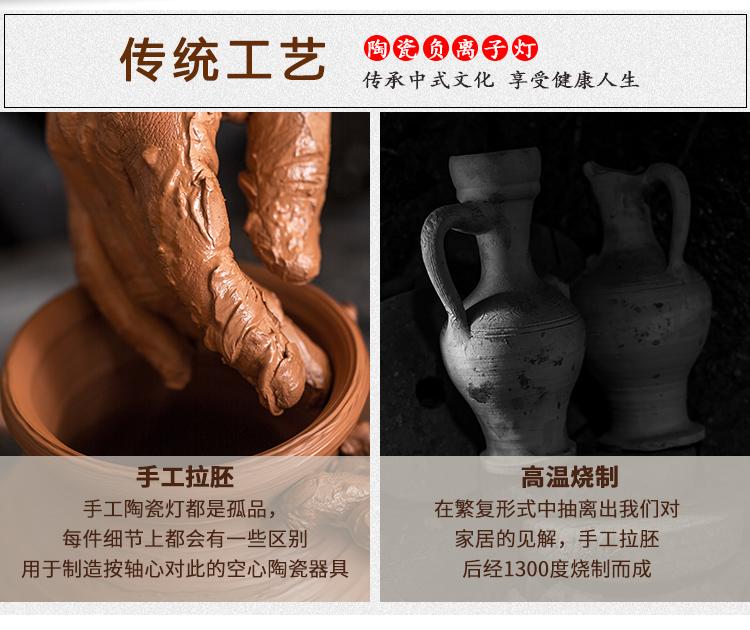 传统工艺
陶瓷负离子灯
传承中式文化 享受健康人生
手工拉胚
手工陶瓷灯都是孤品，
每件细节上都会有一些区别
用于制造按轴心对此的空心陶瓷器具
高温烧制
在繁复形式中抽离出我们对
家居的见解，手工拉胚
后经1300度烧制而成